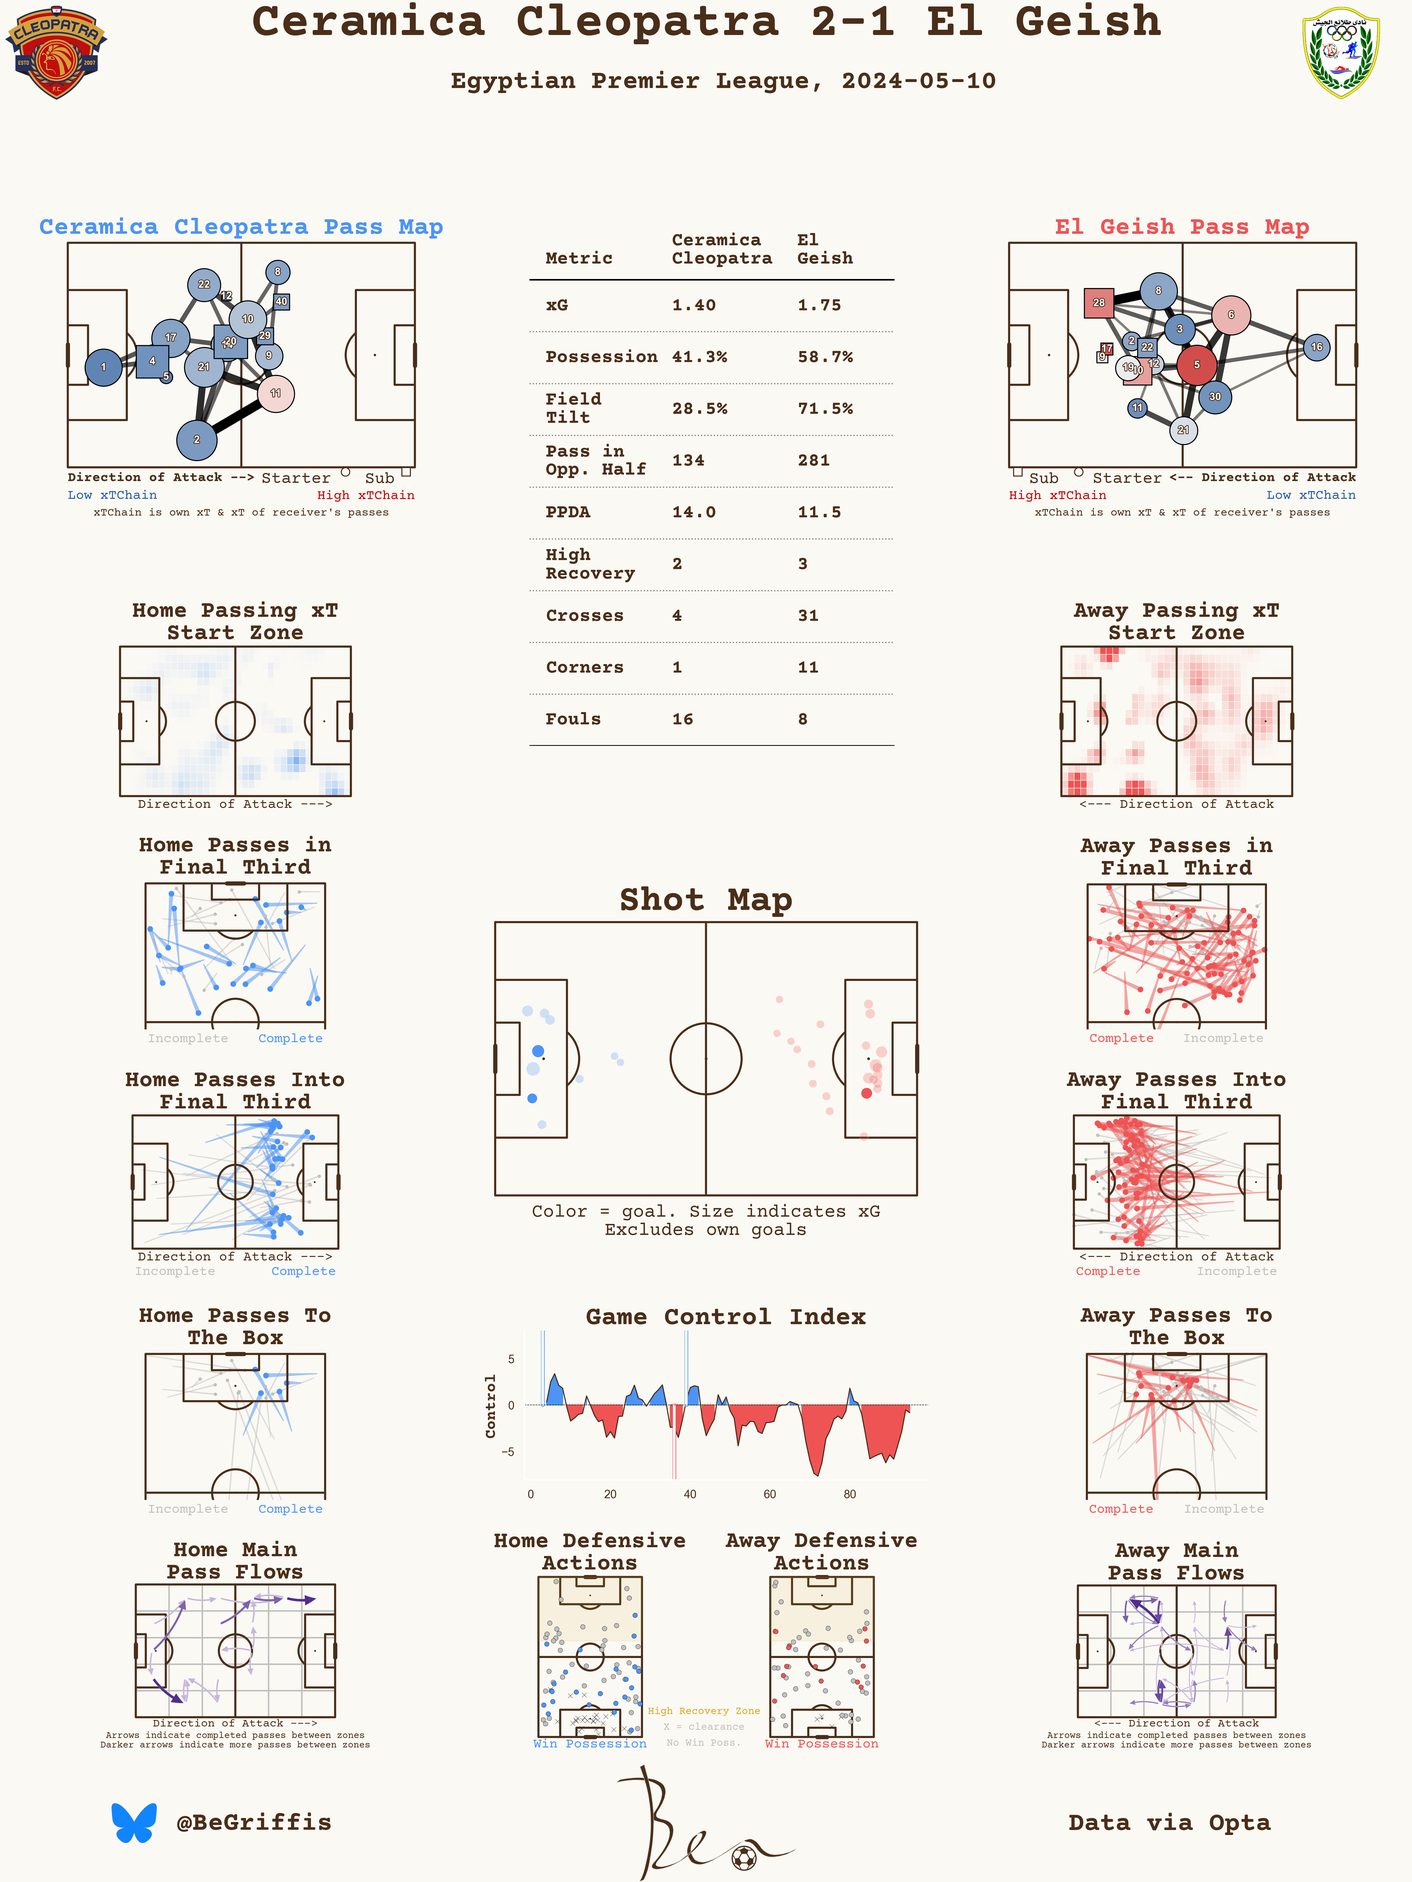 Ceramica Cleopatra 2-1 El Geish
Egyptian Premier League, 2024-05-10
CLEOPATRA
ESTD 2007
F.C.
نادي طلائع الجيش
Ceramica Cleopatra Pass Map
22
8
12
40
10
17
29
20
4
9
1
21
5
11
2
Direction of Attack --> Starter Sub
Low xTChain High xTChain
xTChain is own xT & xT of receiver's passes
Metric Ceramica Cleopatra El Geish
xG 1.40 1.75
Possession 41.3% 58.7%
Field Tilt 28.5% 71.5%
Pass in Opp. Half 134 281
PPDA 14.0 11.5
High Recovery 2 3
Crosses 4 31
Corners 1 11
Fouls 16 8
El Geish Pass Map
8
28
6
3
2
22
17
9
16
19
10
12
5
30
11
21
Sub Starter <-- Direction of Attack
High xTChain Low xTChain
xTChain is own xT & xT of receiver's passes
Home Passing xT
Start Zone
Direction of Attack --->
Away Passing xT
Start Zone
<--- Direction of Attack
Home Passes in
Final Third
Incomplete Complete
Away Passes in
Final Third
Complete Incomplete
Shot Map
Color = goal. Size indicates xG
Excludes own goals
Home Passes Into
Final Third
Direction of Attack --->
Incomplete Complete
Away Passes Into
Final Third
<--- Direction of Attack
Complete Incomplete
Home Passes To
The Box
Incomplete Complete
Game Control Index
Control
5
0
−5
0 20 40 60 80
Away Passes To
The Box
Complete Incomplete
Home Main
Pass Flows
Direction of Attack --->
Arrows indicate completed passes between zones
Darker arrows indicate more passes between zones
Home Defensive
Actions
Win Possession
High Recovery Zone
X = clearance
No Win Poss.
Away Defensive
Actions
Win Possession
Away Main
Pass Flows
<--- Direction of Attack
Arrows indicate completed passes between zones
Darker arrows indicate more passes between zones
@BeGriffis
Ben
Data via Opta